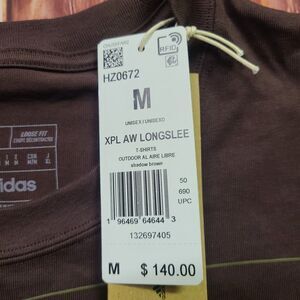 RFID
HZ0672
M
UNISEX / UNISEXO
XPL AW LONGSLEE
T-SHIRTS
OUTDOOR AL AIRE LIBRE
shadow brown
50
690
UPC
1 96469 64644 3
132697405
M $ 140.00
LOOSE FIT
didas